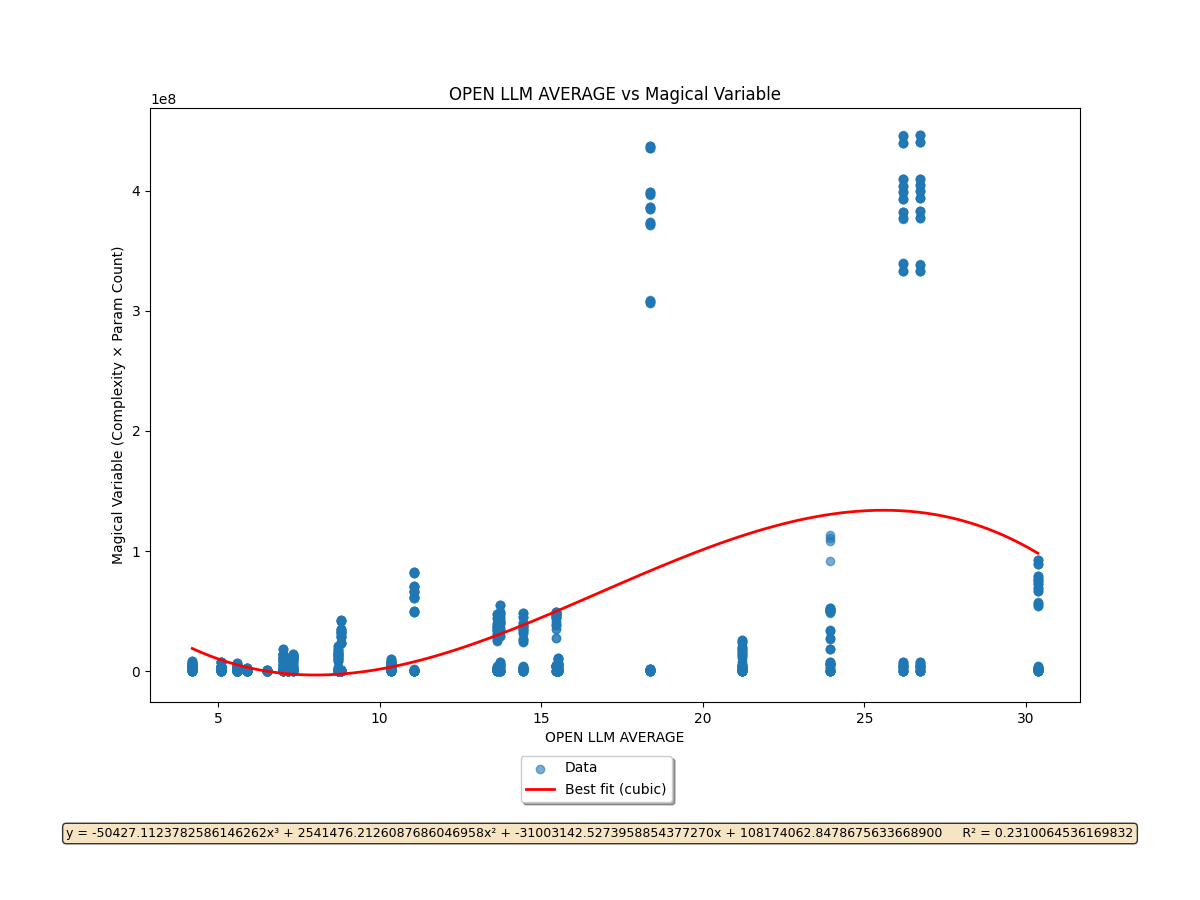 OPEN LLM AVERAGE vs Magical Variable
1e8
4
3
2
1
0
Magical Variable (Complexity × Param Count)
5 10 15 20 25 30
OPEN LLM AVERAGE
Data
Best fit (cubic)
y = -50427.1123782586146262x³ + 2541476.2126087686046958x² + -31003142.5273958854377270x + 108174062.8478675633668900 R² = 0.2310064536169832